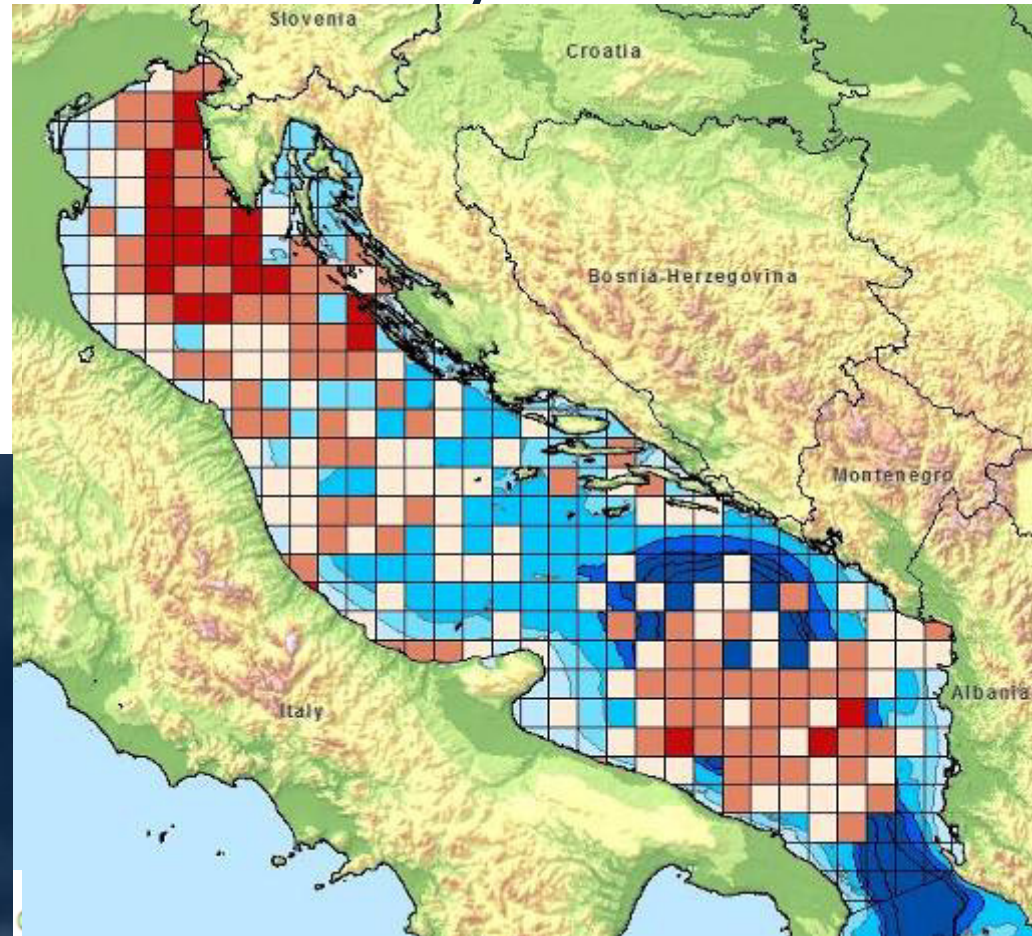 Slovenia
Croatia
Bosnia-Herzegovina
Montenegro
Albania
Italy